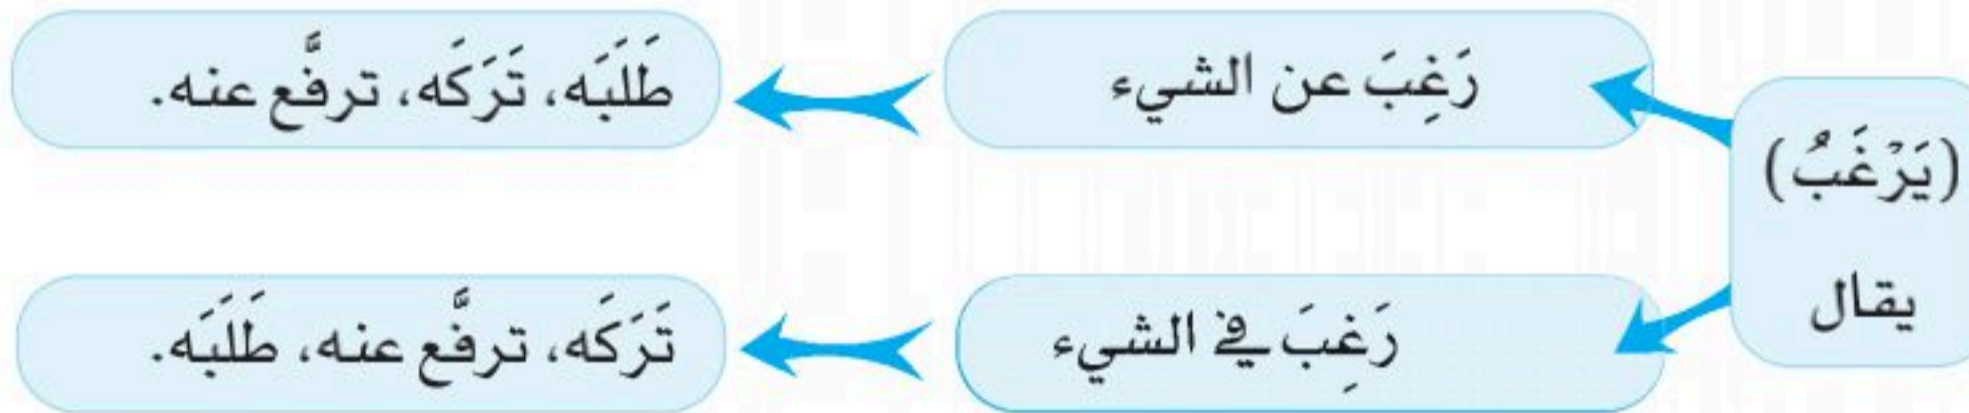 (يَرْغَبُ)
يقال
رَغِبَ عن الشيء
طَلَبَه، تَرَكَه، ترفَّع عنه.
رَغِبَ في الشيء
تَرَكَه، ترفَّع عنه، طَلَبَه.